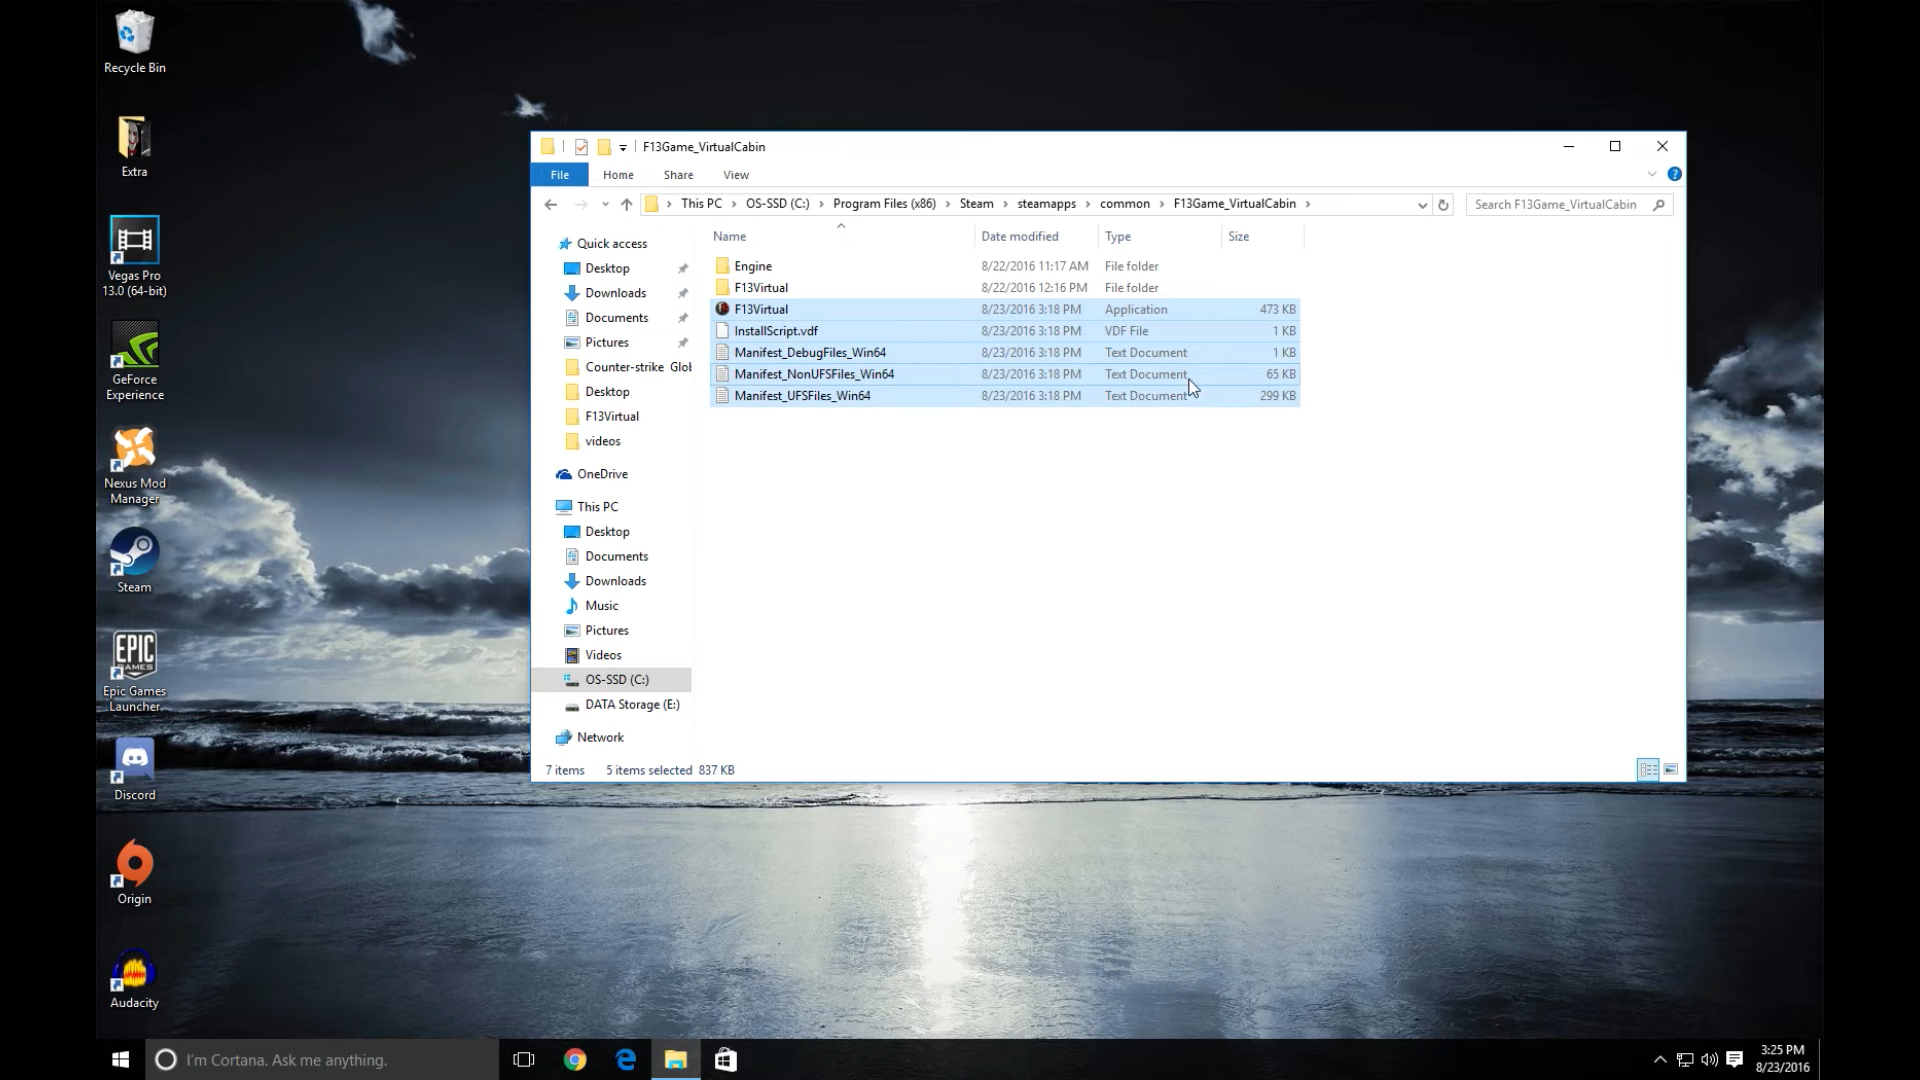 Recycle Bin
Extra
Vegas Pro
13.0 (64-bit)
GeForce
Experience
Nexus Mod
Manager
Steam
EPIC
GAMES
Epic Games
Launcher
Discord
Origin
Audacity
F13Game_VirtualCabin
File Home Share View
This PC OS-SSD (C:) Program Files (x86) Steam steamapps common F13Game_VirtualCabin
Search F13Game_VirtualCabin
Name Date modified Type Size
Engine 8/22/2016 11:17 AM File folder
F13Virtual 8/22/2016 12:16 PM File folder
F13Virtual 8/23/2016 3:18 PM Application 473 KB
InstallScript.vdf 8/23/2016 3:18 PM VDF File 1 KB
Manifest_DebugFiles_Win64 8/23/2016 3:18 PM Text Document 1 KB
Manifest_NonUFSFiles_Win64 8/23/2016 3:18 PM Text Document 65 KB
Manifest_UFSFiles_Win64 8/23/2016 3:18 PM Text Document 299 KB
Quick access
Desktop
Downloads
Documents
Pictures
Counter-strike Glob
Desktop
F13Virtual
videos
OneDrive
This PC
Desktop
Documents
Downloads
Music
Pictures
Videos
OS-SSD (C:)
DATA Storage (E:)
Network
7 items 5 items selected 837 KB
I'm Cortana. Ask me anything.
3:25 PM
8/23/2016